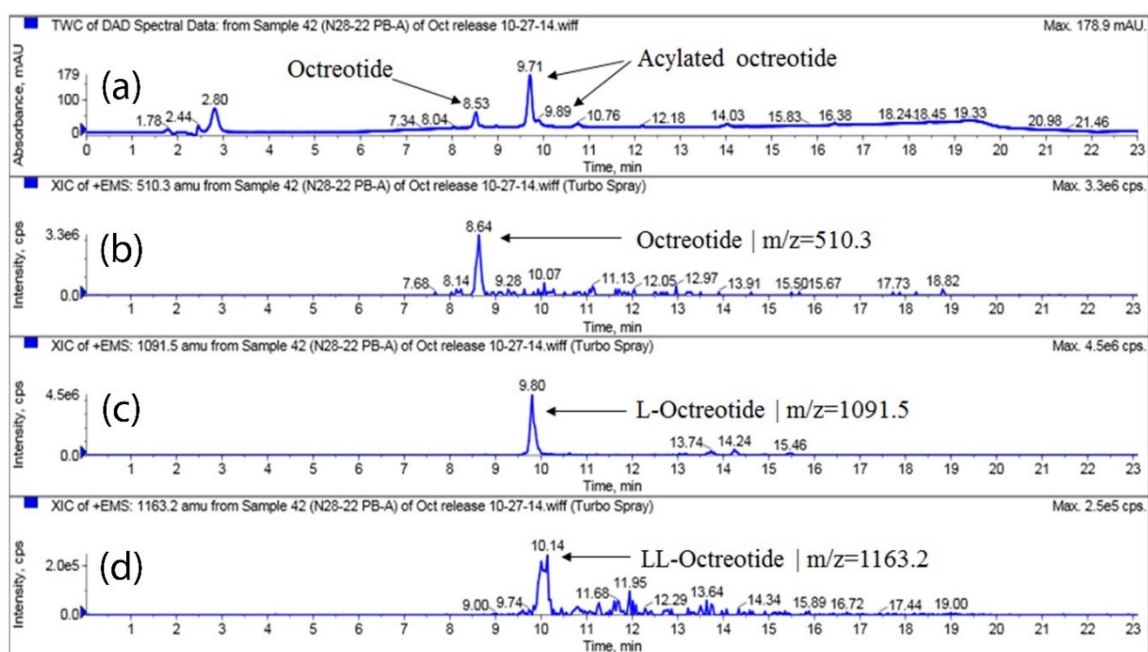 TWC of DAD Spectral Data: from Sample 42 (N28-22 PB-A) of Oct release 10-27-14.wiff Max. 178.9 mAU.
(a)
Absorbance, mAU
179
100
0
Octreotide
Acylated octreotide
1.78 2.44 2.80 7.34 8.04 8.53 9.71 9.89 10.76 12.18 14.03 15.83 16.38 18.24 18.45 19.33 20.98 21.46
0 1 2 3 4 5 6 7 8 9 10 11 12 13 14 15 16 17 18 19 20 21 22 23
Time, min
XIC of +EMS: 510.3 amu from Sample 42 (N28-22 PB-A) of Oct release 10-27-14.wiff (Turbo Spray) Max. 3.3e6 cps.
(b)
Intensity, cps
3.3e6
0.0
Octreotide | m/z=510.3
7.68 8.14 8.64 9.28 10.07 11.13 12.05 12.97 13.91 15.50 15.67 17.73 18.82
1 2 3 4 5 6 7 8 9 10 11 12 13 14 15 16 17 18 19 20 21 22 23
Time, min
XIC of +EMS: 1091.5 amu from Sample 42 (N28-22 PB-A) of Oct release 10-27-14.wiff (Turbo Spray) Max. 4.5e6 cps.
(c)
Intensity, cps
4.5e6
0.0
L-Octreotide | m/z=1091.5
9.80 13.74 14.24 15.46
1 2 3 4 5 6 7 8 9 10 11 12 13 14 15 16 17 18 19 20 21 22 23
Time, min
XIC of +EMS: 1163.2 amu from Sample 42 (N28-22 PB-A) of Oct release 10-27-14.wiff (Turbo Spray) Max. 2.5e5 cps.
(d)
Intensity, cps
2.0e5
0.0
LL-Octreotide | m/z=1163.2
9.00 9.74 10.14 11.68 11.95 12.29 13.64 14.34 15.89 16.72 17.44 19.00
1 2 3 4 5 6 7 8 9 10 11 12 13 14 15 16 17 18 19 20 21 22 23
Time, min